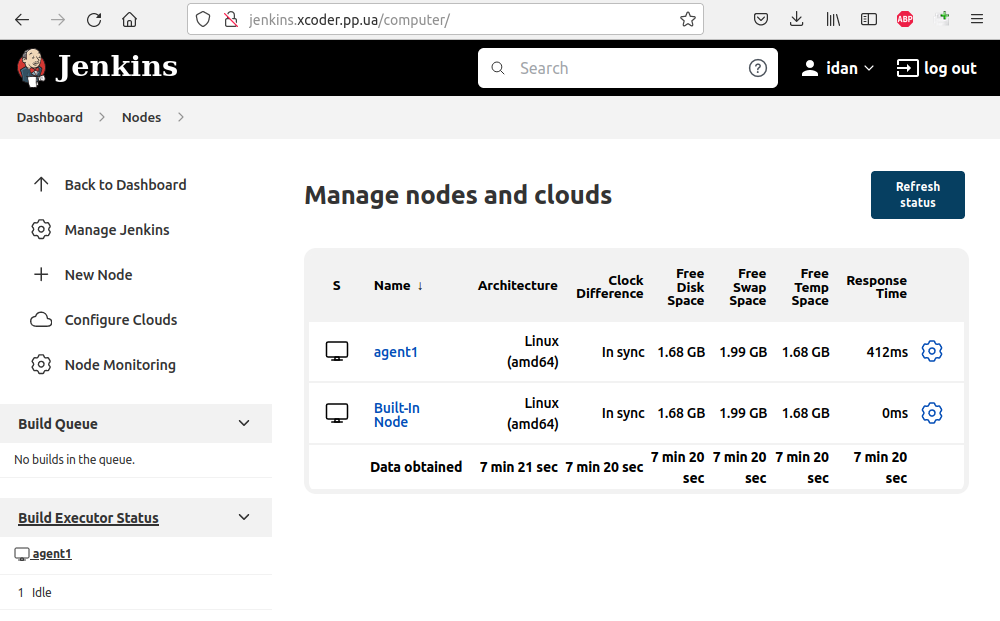 jenkins.xcoder.pp.ua/computer/
ABP
Jenkins
Search
idan
log out
Dashboard
Nodes
Back to Dashboard
Manage Jenkins
New Node
Configure Clouds
Node Monitoring
Build Queue
No builds in the queue.
Build Executor Status
agent1
1 Idle
Manage nodes and clouds
Refresh
status
S Name ↓ Architecture Clock Difference Free Disk Space Free Swap Space Free Temp Space Response Time
agent1 Linux (amd64) In sync 1.68 GB 1.99 GB 1.68 GB 412ms
Built-In Node Linux (amd64) In sync 1.68 GB 1.99 GB 1.68 GB 0ms
Data obtained 7 min 21 sec 7 min 20 sec 7 min 20 sec 7 min 20 sec 7 min 20 sec 7 min 20 sec